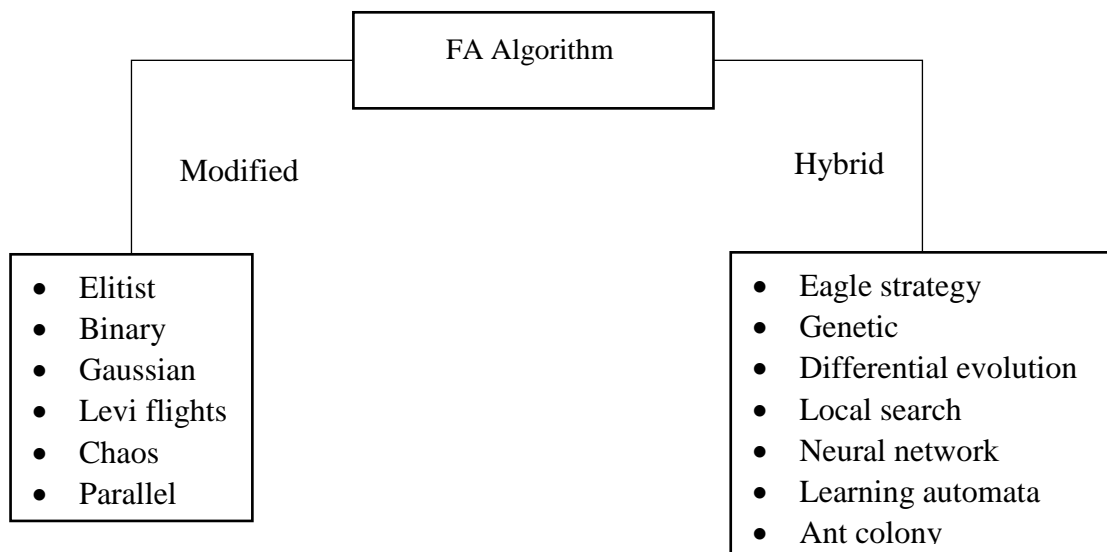 FA Algorithm
Modified
Hybrid
• Elitist
• Binary
• Gaussian
• Levi flights
• Chaos
• Parallel
• Eagle strategy
• Genetic
• Differential evolution
• Local search
• Neural network
• Learning automata
• Ant colony